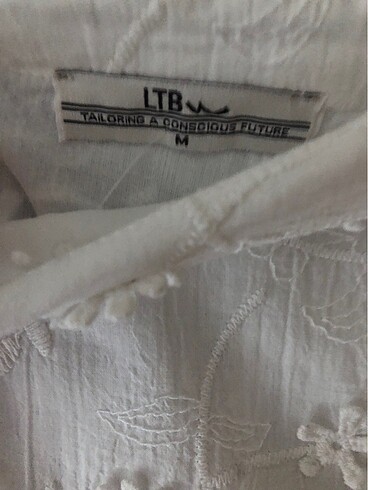 LTB
TAILORING A CONSCIOUS FUTURE
M